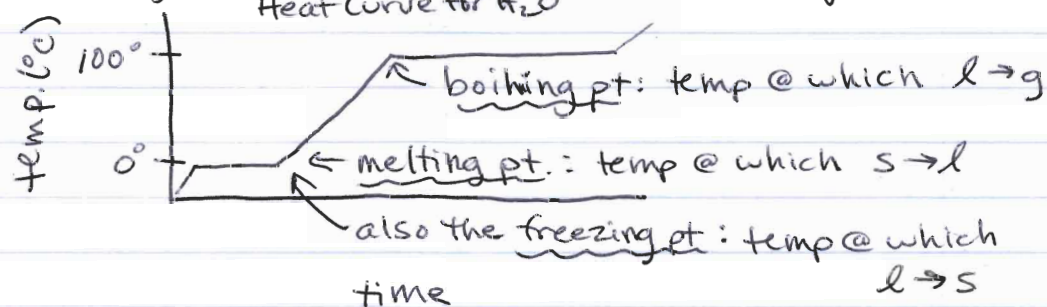 Heat Curve for H₂O
temp. (°C)
100°
boiling pt: temp @ which l → g
0°
← melting pt.: temp @ which s → l
also the freezing pt: temp @ which
l → s
time